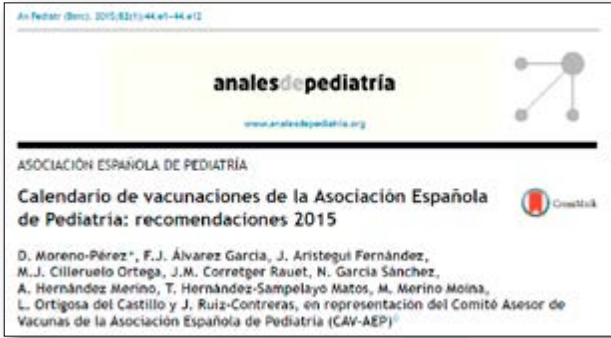 An Pediatr (Barc). 2015;82(1):44.e1-44.e12
analesdepediatría
www.analesdepediatria.org
ASOCIACIÓN ESPAÑOLA DE PEDIATRÍA
Calendario de vacunaciones de la Asociación Española
de Pediatría: recomendaciones 2015
CrossMark
D. Moreno-Pérez*, F.J. Álvarez García, J. Arístegui Fernández,
M.J. Cilleruelo Ortega, J.M. Corretger Rauet, N. García Sánchez,
A. Hernández Merino, T. Hernández-Sampelayo Matos, M. Merino Moína,
L. Ortigosa del Castillo y J. Ruiz-Contreras, en representación del Comité Asesor de
Vacunas de la Asociación Española de Pediatría (CAV-AEP)